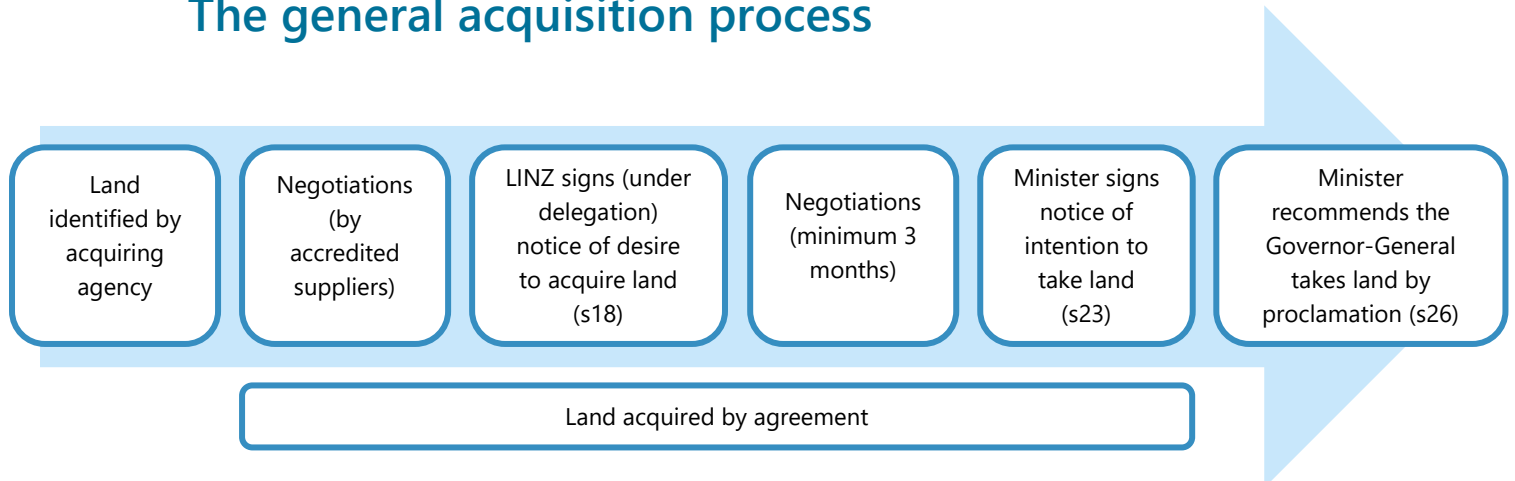 The general acquisition process
Land
identified by
acquiring
agency
Negotiations
(by
accredited
suppliers)
LINZ signs (under
delegation)
notice of desire
to acquire land
(s18)
Negotiations
(minimum 3
months)
Minister signs
notice of
intention to
take land
(s23)
Minister
recommends the
Governor-General
takes land by
proclamation (s26)
Land acquired by agreement